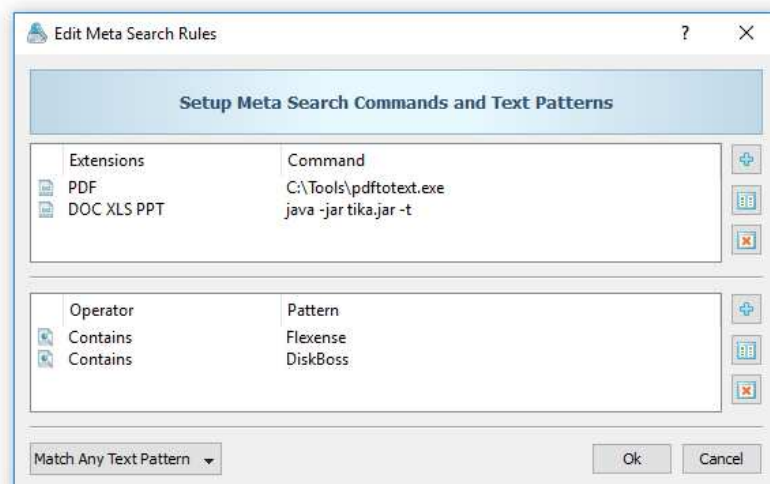 Edit Meta Search Rules
?
Setup Meta Search Commands and Text Patterns
Extensions Command
PDF C:\Tools\pdftotext.exe
DOC XLS PPT java -jar tika.jar -t
Operator Pattern
Contains Flexense
Contains DiskBoss
Match Any Text Pattern Ok Cancel